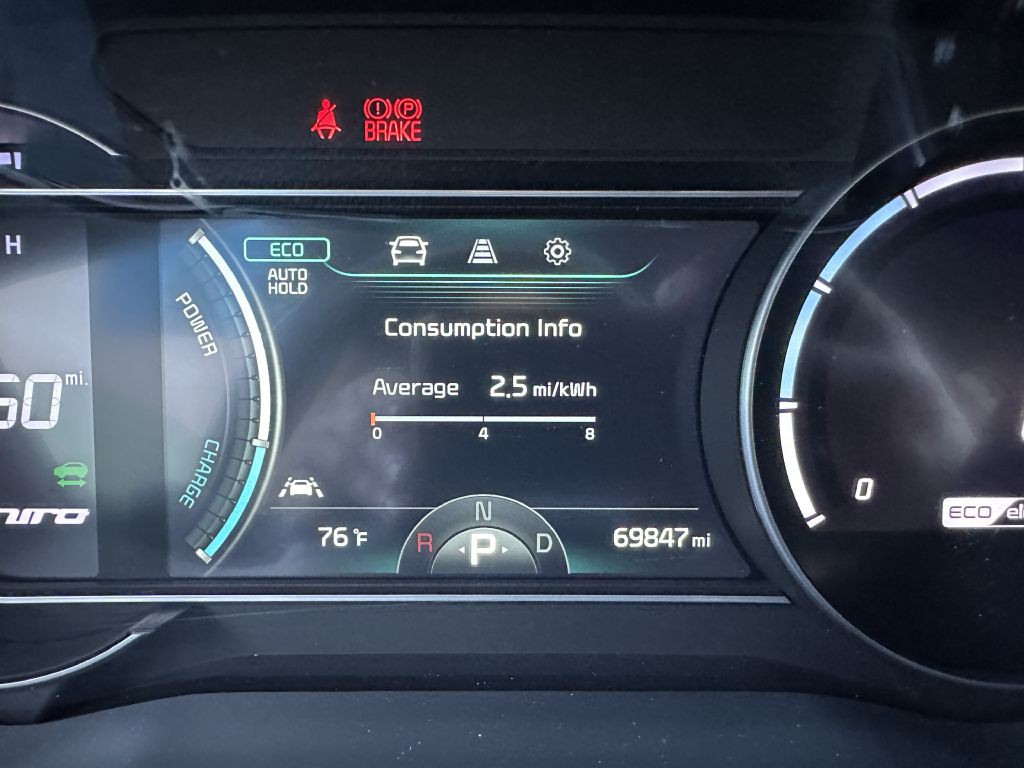 BRAKE
H
ECO
AUTO
HOLD
POWER
Consumption Info
60 mi.
Average 2.5 mi/kWh
0 4 8
CHARGE
0
niro
ECO
N
76 °F
R P D
69847 mi